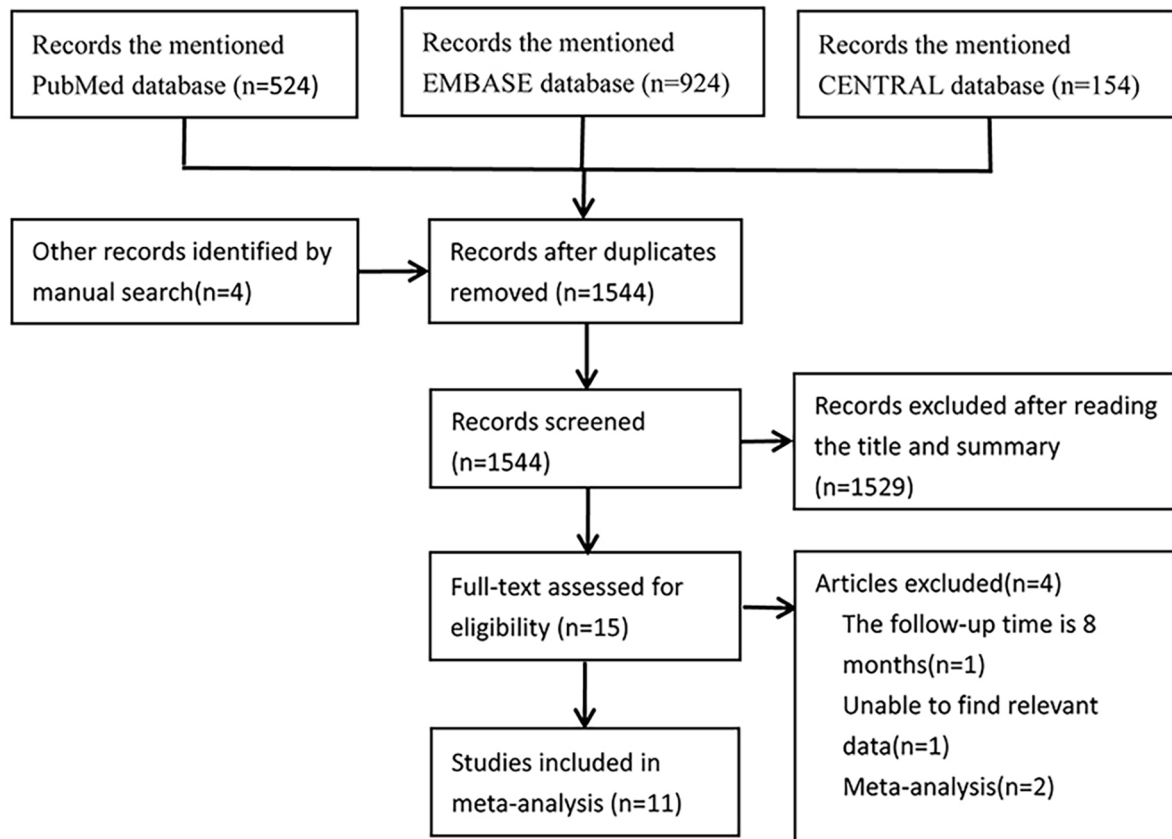 Records the mentioned
PubMed database (n=524)
Records the mentioned
EMBASE database (n=924)
Records the mentioned
CENTRAL database (n=154)
Other records identified by
manual search(n=4)
Records after duplicates
removed (n=1544)
Records screened
(n=1544)
Records excluded after reading
the title and summary
(n=1529)
Full-text assessed for
eligibility (n=15)
Articles excluded(n=4)
The follow-up time is 8
months(n=1)
Unable to find relevant
data(n=1)
Meta-analysis(n=2)
Studies included in
meta-analysis (n=11)